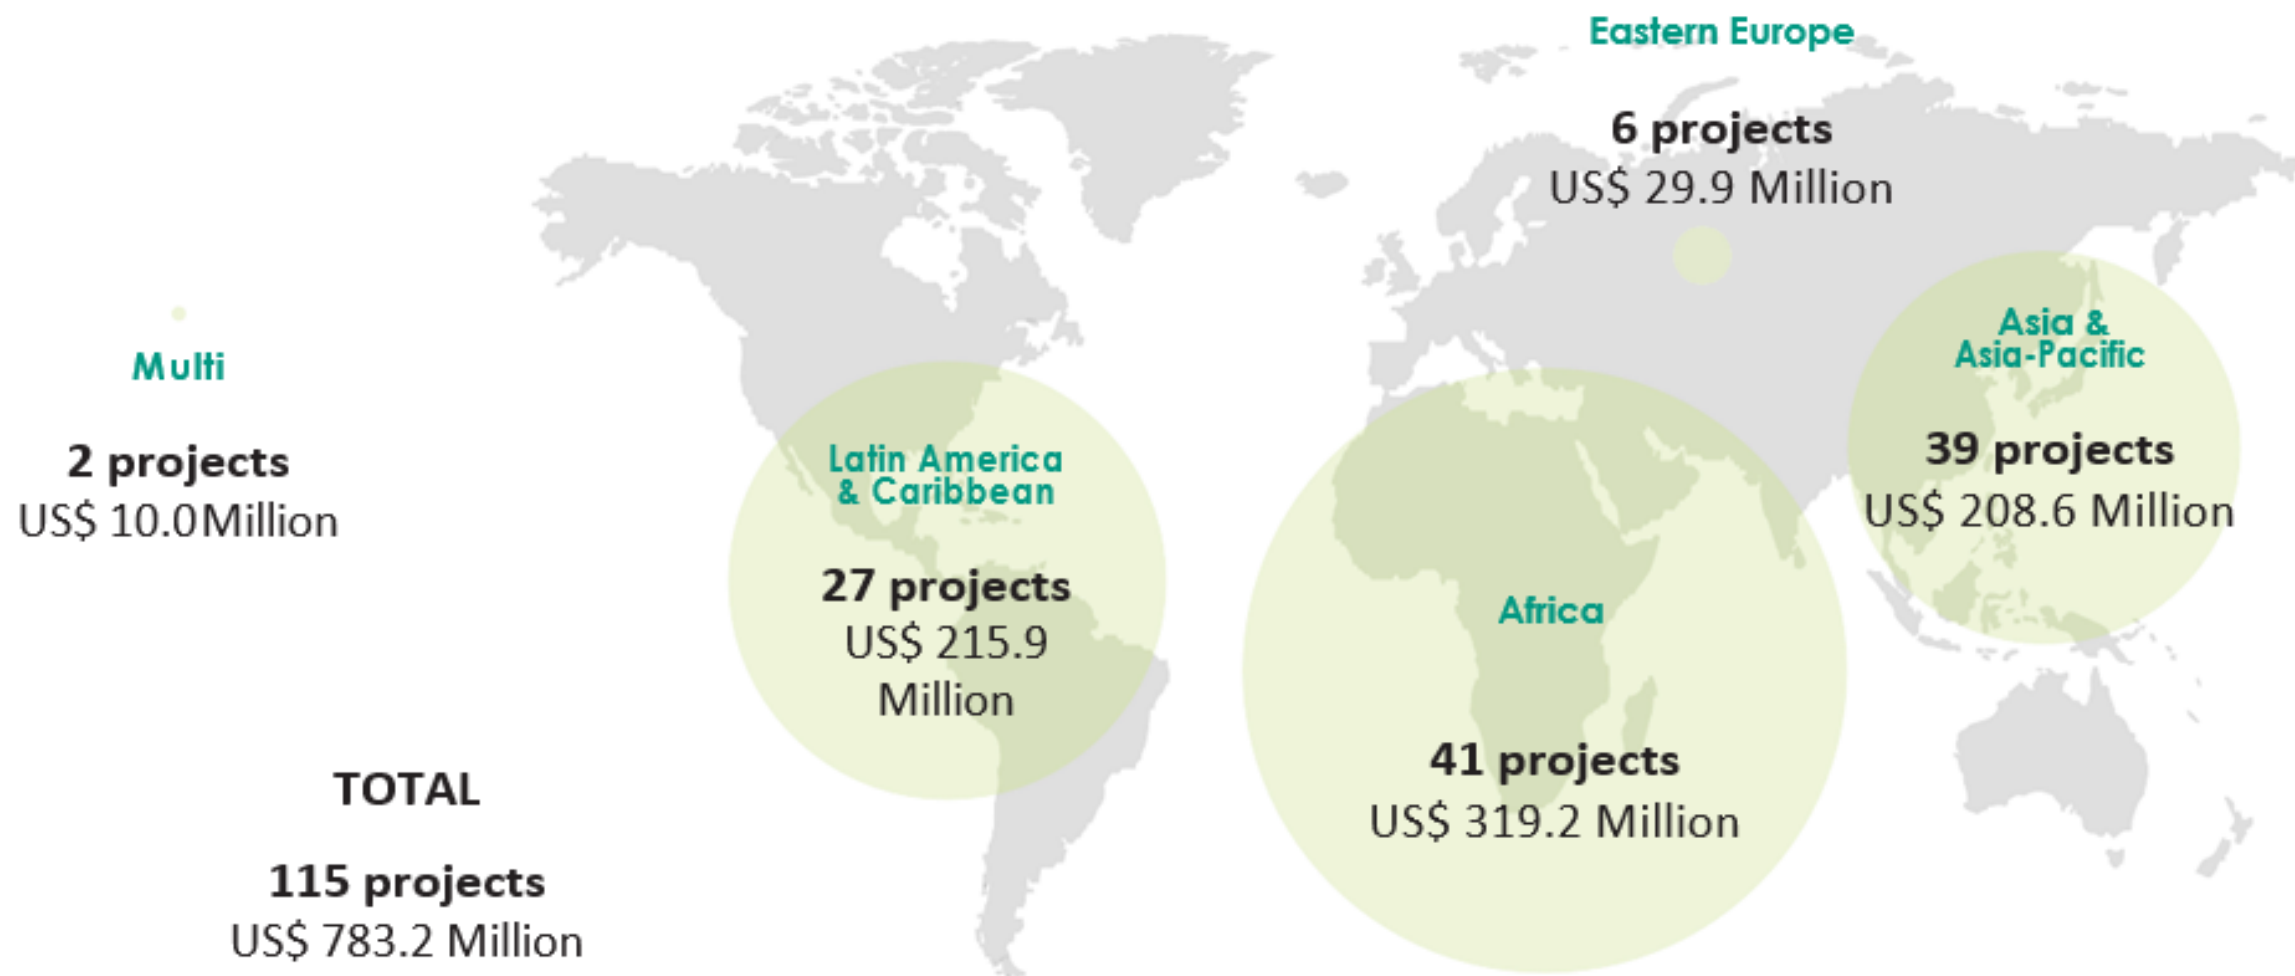 Eastern Europe
6 projects
US$ 29.9 Million
Asia &
Asia-Pacific
39 projects
US$ 208.6 Million
Multi
2 projects
US$ 10.0 Million
Latin America
& Caribbean
27 projects
US$ 215.9
Million
Africa
41 projects
US$ 319.2 Million
TOTAL
115 projects
US$ 783.2 Million